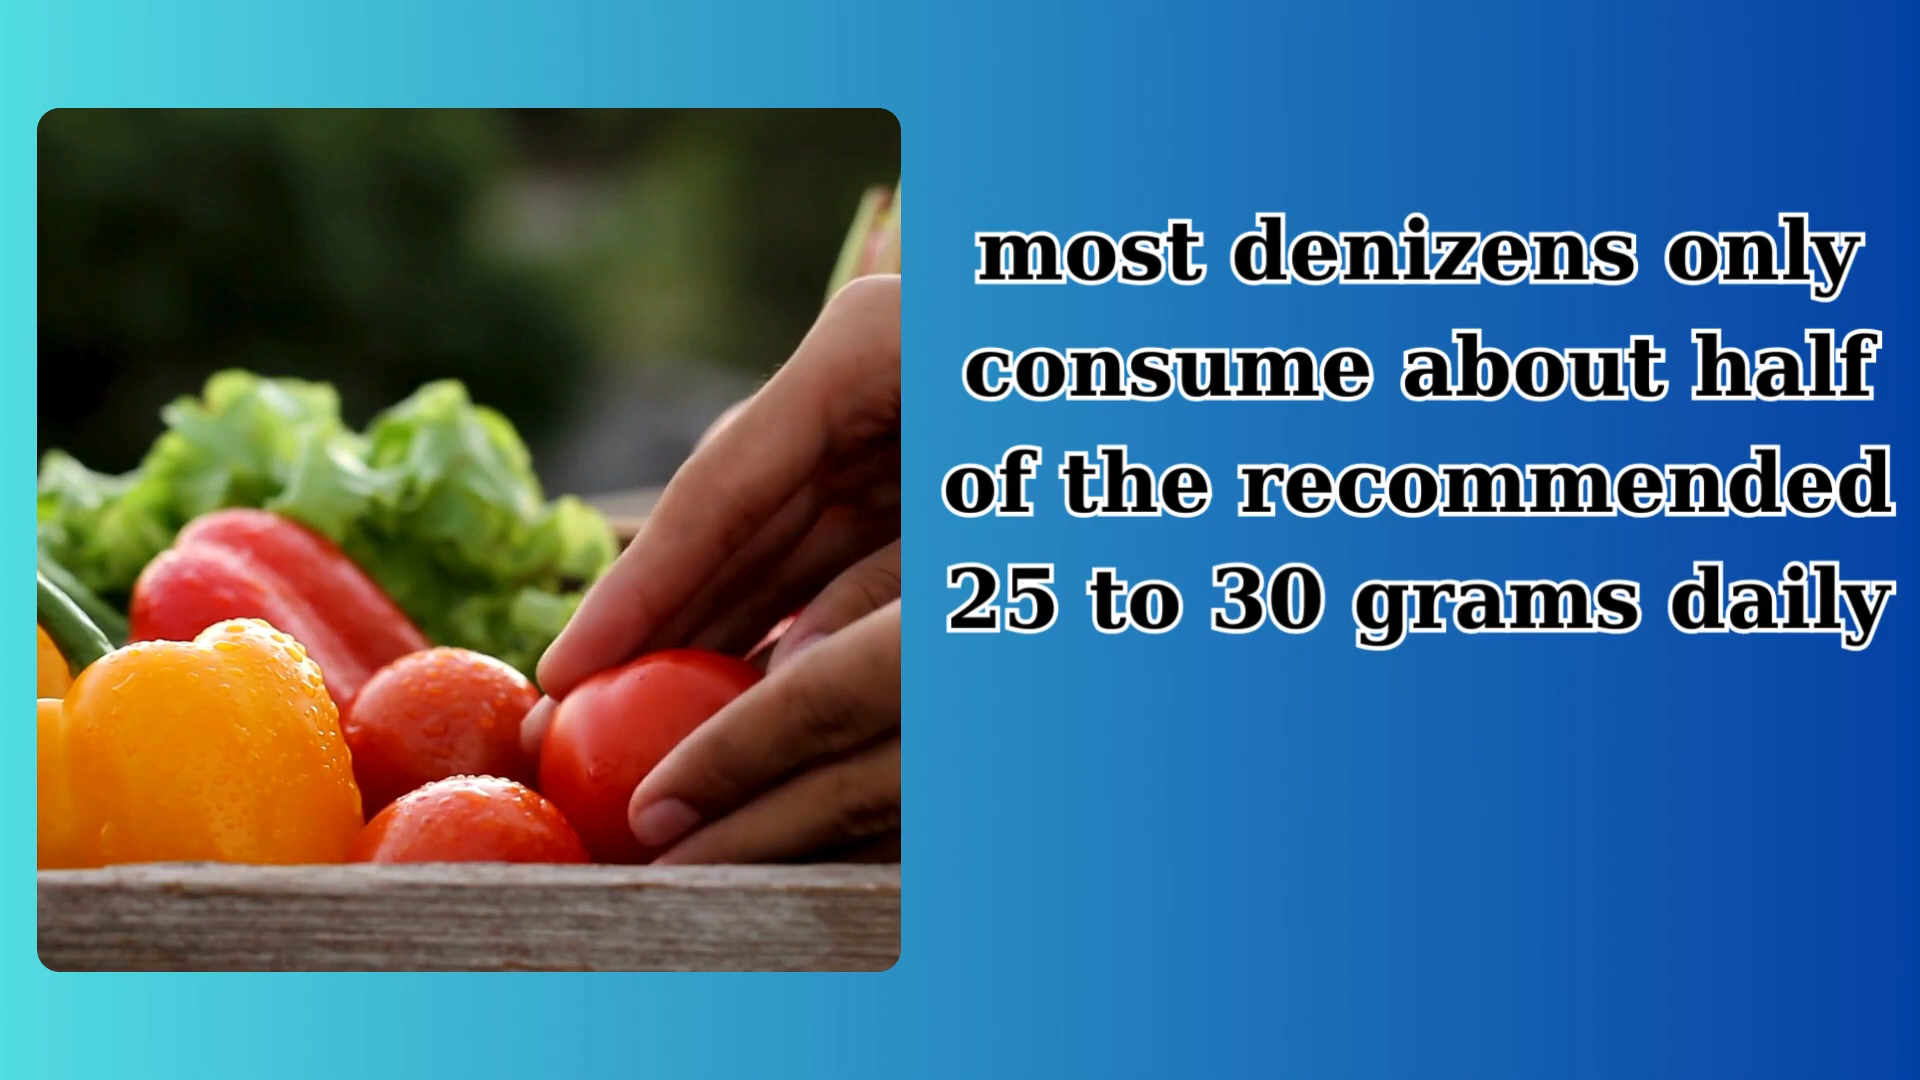 most denizens only
consume about half
of the recommended
25 to 30 grams daily